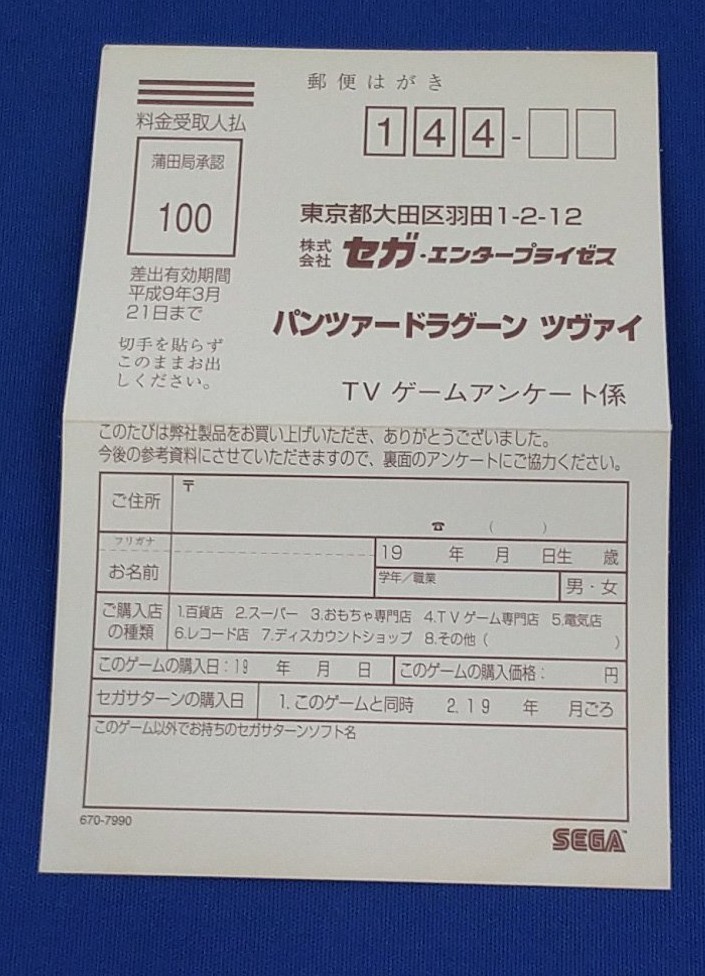 郵便はがき
料金受取人払
蒲田局承認
100
差出有効期間
平成9年3月
21日まで
切手を貼らず
このままお出
しください。
144-
東京都大田区羽田1-2-12
株式会社 セガ・エンタープライゼス
パンツァードラグーン ツヴァイ
TVゲームアンケート係
このたびは弊社製品をお買い上げいただき、ありがとうございました。
今後の参考資料にさせていただきますので、裏面のアンケートにご協力ください。
ご住所 〒
☎ ( )
フリガナ
お名前
19 年 月 日生 歳
学年/職業 男・女
ご購入店の種類
1.百貨店 2.スーパー 3.おもちゃ専門店 4.TVゲーム専門店 5.電気店
6.レコード店 7.ディスカウントショップ 8.その他( )
このゲームの購入日:19 年 月 日 このゲームの購入価格: 円
セガサターンの購入日 1.このゲームと同時 2.19 年 月ごろ
このゲーム以外でお持ちのセガサターンソフト名
670-7990
SEGA™